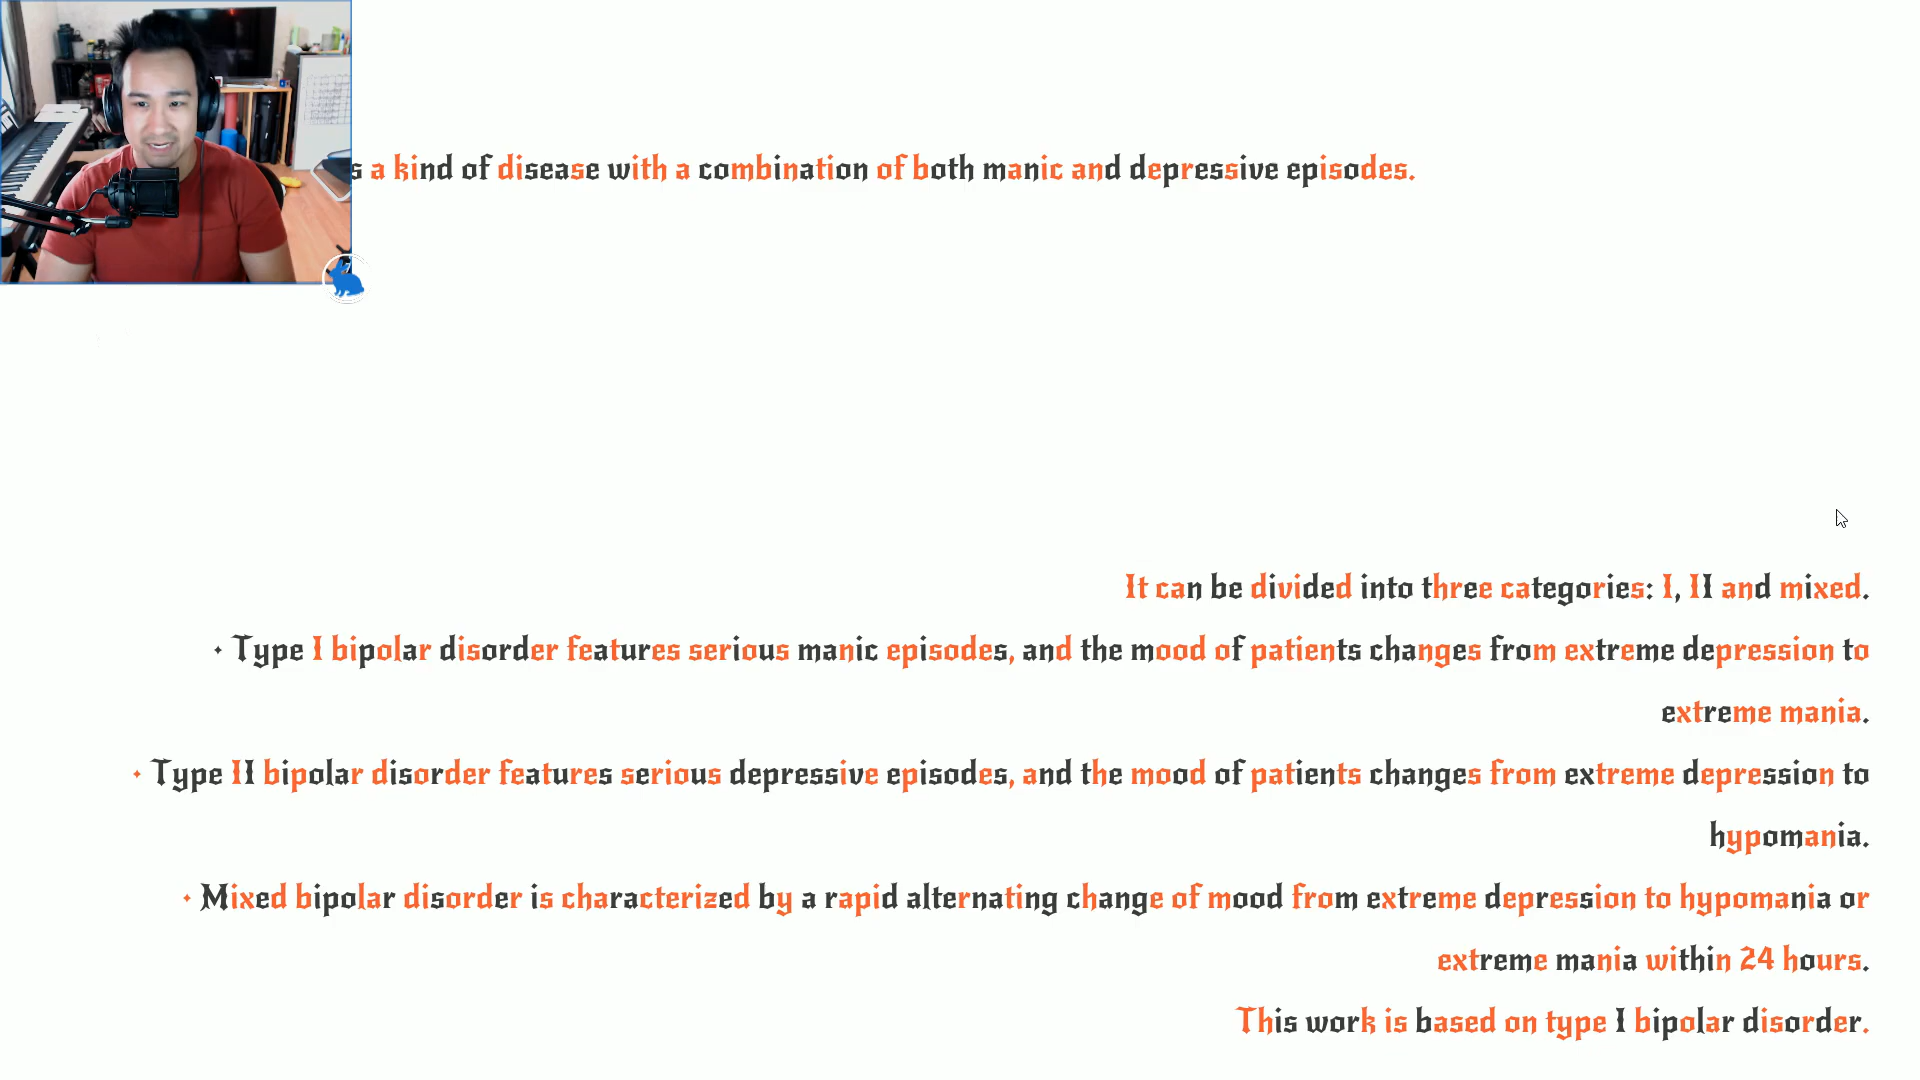 a kind of disease with a combination of both manic and depressive episodes.
It can be divided into three categories: I, II and mixed.
· Type I bipolar disorder features serious manic episodes, and the mood of patients changes from extreme depression to
extreme mania.
· Type II bipolar disorder features serious depressive episodes, and the mood of patients changes from extreme depression to
hypomania.
· Mixed bipolar disorder is characterized by a rapid alternating change of mood from extreme depression to hypomania or
extreme mania within 24 hours.
This work is based on type I bipolar disorder.